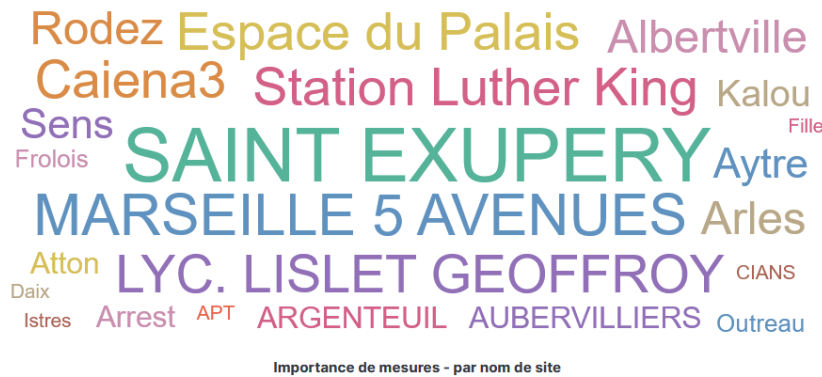 Rodez Espace du Palais Albertville
Caiena3 Station Luther King Kalou
Sens Fille
Frolois SAINT EXUPERY Aytre
MARSEILLE 5 AVENUES Arles
Atton LYC. LISLET GEOFFROY CIANS
Daix
Istres Arrest APT ARGENTEUIL AUBERVILLIERS Outreau
Importance de mesures - par nom de site